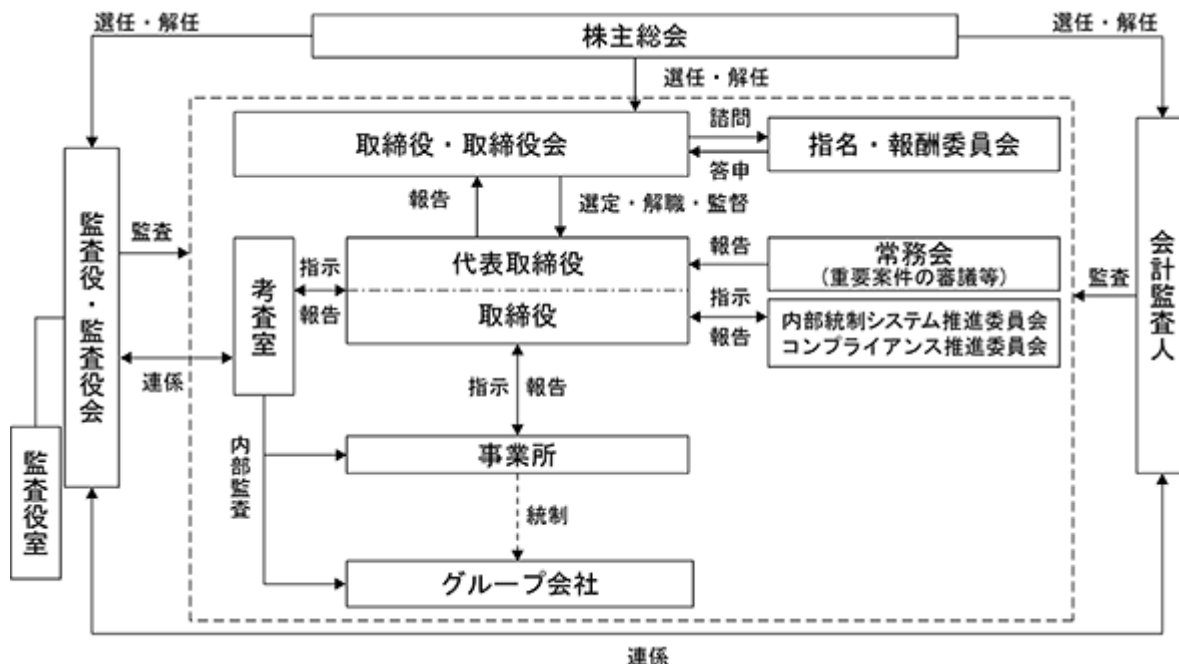 選任・解任
株主総会
選任・解任
選任・解任
取締役・取締役会
諮問
答申
指名・報酬委員会
報告
選定・解職・監督
監査役・監査役会
監査
考査室
指示
報告
代表取締役
取締役
報告
常務会
(重要案件の審議等)
指示
報告
内部統制システム推進委員会
コンプライアンス推進委員会
監査
会計監査人
連係
指示
報告
監査役室
内部監査
事業所
統制
グループ会社
連係